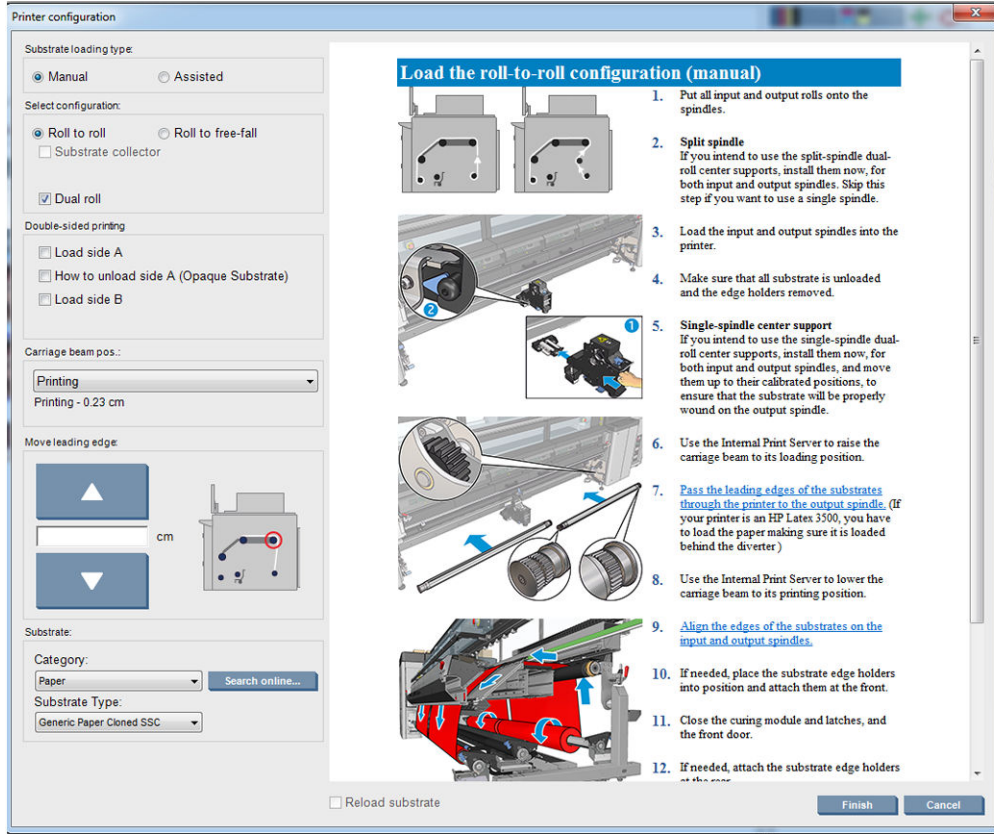 Printer configuration
Substrate loading type:
Manual
Assisted
Select configuration:
Roll to roll
Roll to free-fall
Substrate collector
Dual roll
Double-sided printing
Load side A
How to unload side A (Opaque Substrate)
Load side B
Carriage beam pos.:
Printing
Printing - 0.23 cm
Move leading edge:
cm
Substrate:
Category:
Paper
Search online...
Substrate Type:
Generic Paper Cloned SSC
Load the roll-to-roll configuration (manual)
1. Put all input and output rolls onto the
spindles.
2. Split spindle
If you intend to use the split-spindle dual-
roll center supports, install them now, for
both input and output spindles. Skip this
step if you want to use a single spindle.
3. Load the input and output spindles into the
printer.
4. Make sure that all substrate is unloaded
and the edge holders removed.
2
1
5. Single-spindle center support
If you intend to use the single-spindle dual-
roll center supports, install them now, for
both input and output spindles, and move
them up to their calibrated positions, to
ensure that the substrate will be properly
wound on the output spindle.
6. Use the Internal Print Server to raise the
carriage beam to its loading position.
7. Pass the leading edges of the substrates
through the printer to the output spindle. (If
your printer is an HP Latex 3500, you have
to load the paper making sure it is loaded
behind the diverter )
8. Use the Internal Print Server to lower the
carriage beam to its printing position.
9. Align the edges of the substrates on the
input and output spindles.
10. If needed, place the substrate edge holders
into position and attach them at the front.
11. Close the curing module and latches, and
the front door.
12. If needed, attach the substrate edge holders
at the rear
Reload substrate
Finish
Cancel